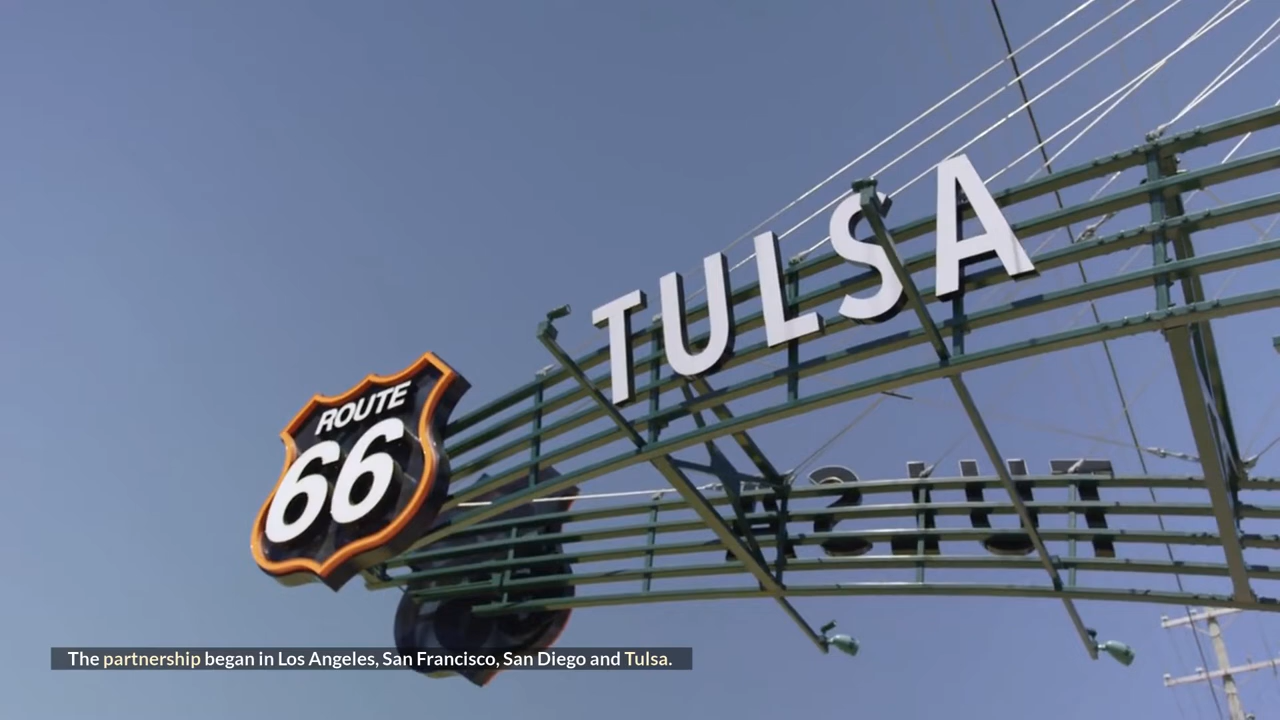 TULSA
ROUTE
66
The partnership began in Los Angeles, San Francisco, San Diego and Tulsa.